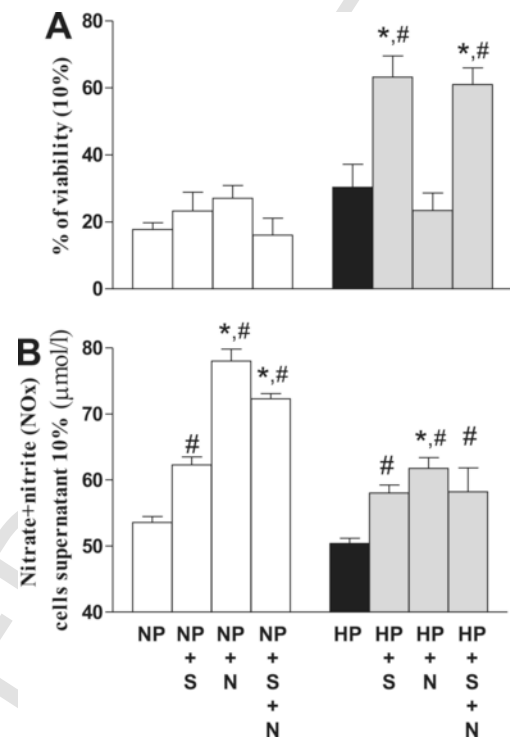 A
% of viability (10%)
80
60
40
20
0
*,#
*,#
B
Nitrate+nitrite (NOx)
cells supernatant 10% (μmol/l)
80
70
60
50
40
#
*,#
*,#
#
*,#
#
NP
NP
+
S
NP
+
N
NP
+
S
+
N
HP
HP
+
S
HP
+
N
HP
+
S
+
N